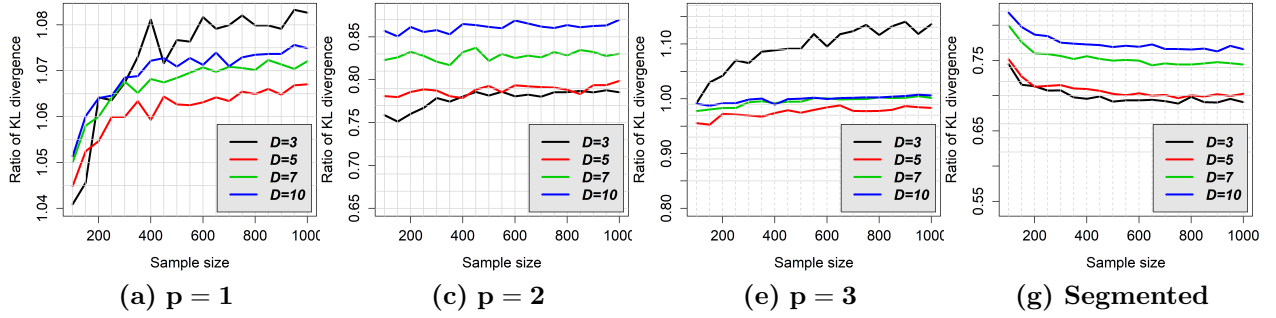 Ratio of KL divergence
1.04 1.05 1.06 1.07 1.08
D=3
D=5
D=7
D=10
200 400 600 800 1000
Sample size
(a) p = 1
Ratio of KL divergence
0.65 0.70 0.75 0.80 0.85
D=3
D=5
D=7
D=10
200 400 600 800 1000
Sample size
(c) p = 2
Ratio of KL divergence
0.80 0.90 1.00 1.10
D=3
D=5
D=7
D=10
200 400 600 800 1000
Sample size
(e) p = 3
Ratio of KL divergence
0.55 0.65 0.75
D=3
D=5
D=7
D=10
200 400 600 800 1000
Sample size
(g) Segmented